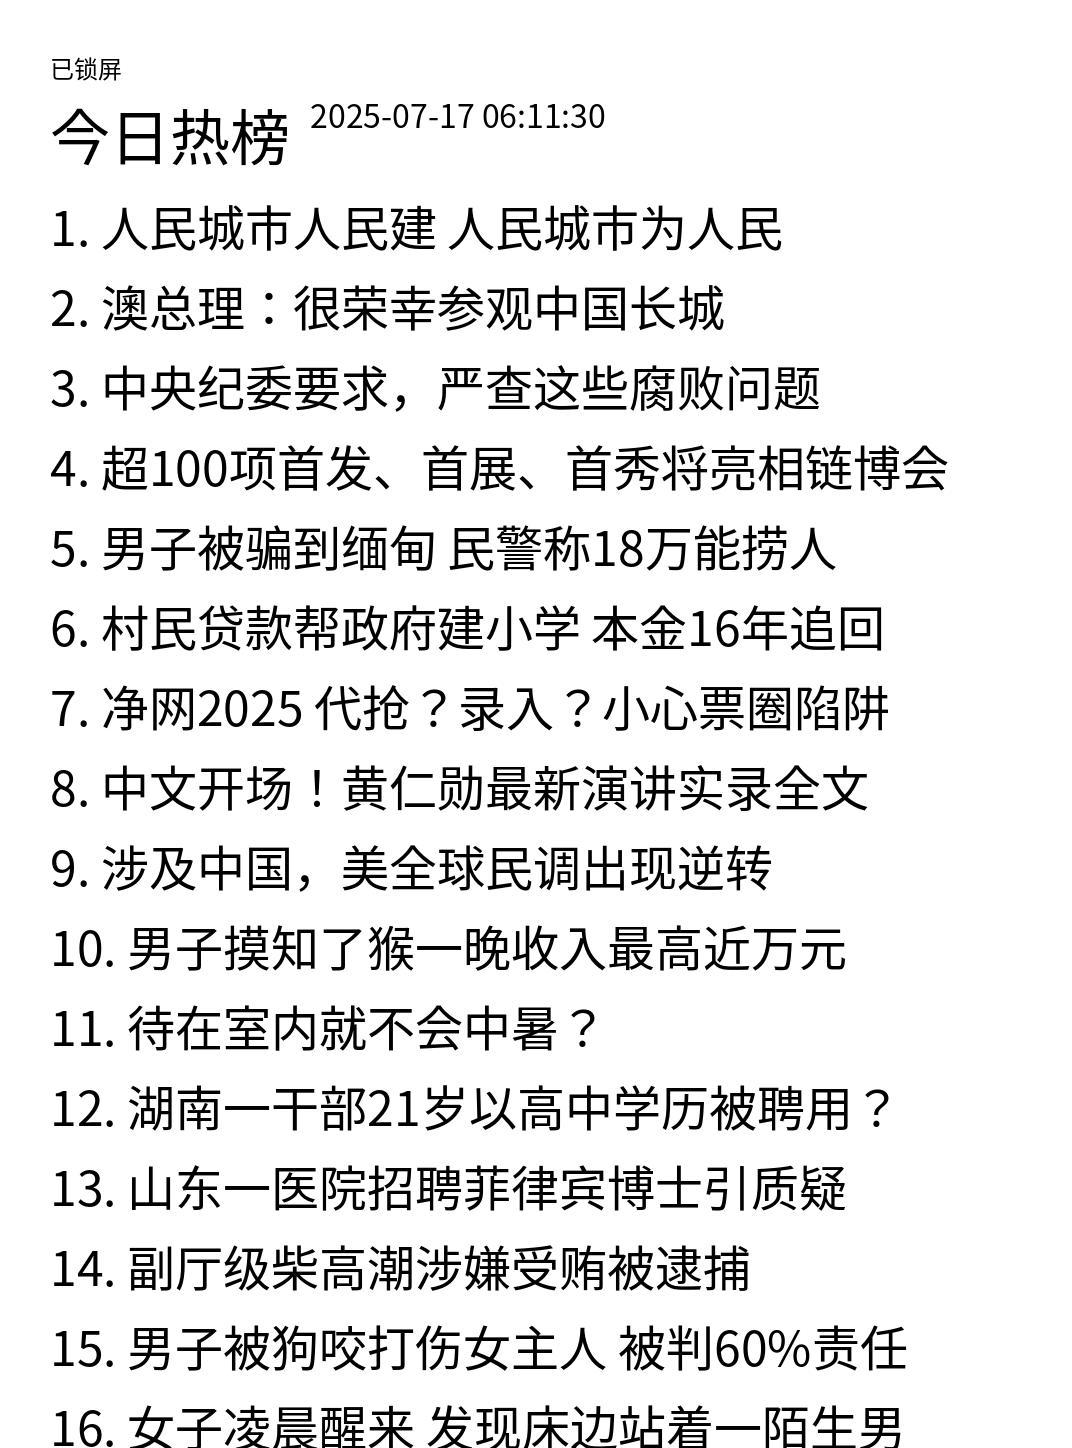 已锁屏
今日热榜 2025-07-17 06:11:30
1. 人民城市人民建 人民城市为人民
2. 澳总理：很荣幸参观中国长城
3. 中央纪委要求，严查这些腐败问题
4. 超100项首发、首展、首秀将亮相链博会
5. 男子被骗到缅甸 民警称18万能捞人
6. 村民贷款帮政府建小学 本金16年追回
7. 净网2025 代抢？录入？小心票圈陷阱
8. 中文开场！黄仁勋最新演讲实录全文
9. 涉及中国，美全球民调出现逆转
10. 男子摸知了猴一晚收入最高近万元
11. 待在室内就不会中暑？
12. 湖南一干部21岁以高中学历被聘用？
13. 山东一医院招聘菲律宾博士引质疑
14. 副厅级柴高潮涉嫌受贿被逮捕
15. 男子被狗咬打伤女主人 被判60%责任
16. 女子凌晨醒来 发现床边站着一陌生男